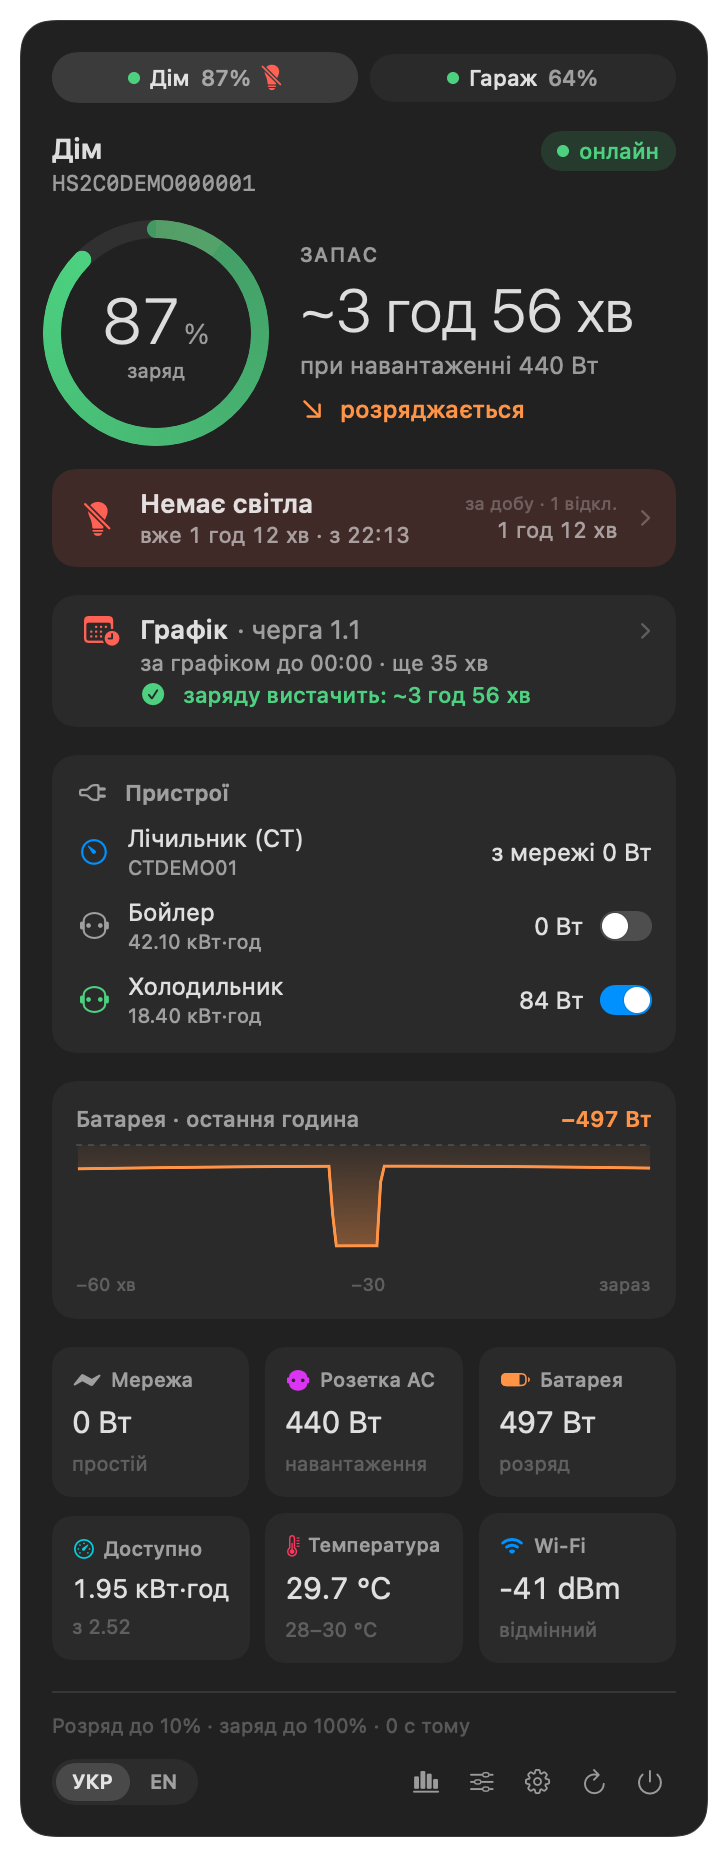 Дім 87% Гараж 64%
Дім онлайн
HS2C0DEMO000001
87 %
заряд
ЗАПАС
~3 год 56 хв
при навантаженні 440 Вт
розряджається
Немає світла
вже 1 год 12 хв · з 22:13
за добу · 1 відкл.
1 год 12 хв
Графік · черга 1.1
за графіком до 00:00 · ще 35 хв
заряду вистачить: ~3 год 56 хв
Пристрої
Лічильник (CT)
CTDEMO01
з мережі 0 Вт
Бойлер
42.10 кВт·год
0 Вт
Холодильник
18.40 кВт·год
84 Вт
Батарея · остання година −497 Вт
−60 хв −30 зараз
Мережа
0 Вт
простій
Розетка AC
440 Вт
навантаження
Батарея
497 Вт
розряд
Доступно
1.95 кВт·год
з 2.52
Температура
29.7 °C
28–30 °C
Wi-Fi
-41 dBm
відмінний
Розряд до 10% · заряд до 100% · 0 с тому
УКР EN